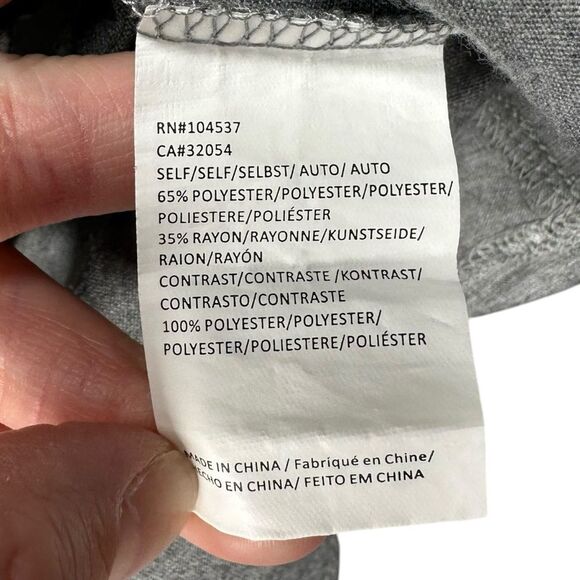 RN#104537
CA#32054
SELF/SELF/SELBST/ AUTO/ AUTO
65% POLYESTER/POLYESTER/POLYESTER/
POLIESTERE/POLIÉSTER
35% RAYON/RAYONNE/KUNSTSEIDE/
RAION/RAYÓN
CONTRAST/CONTRASTE /KONTRAST/
CONTRASTO/CONTRASTE
100% POLYESTER/POLYESTER/
POLYESTER/POLIESTERE/POLIÉSTER
MADE IN CHINA / Fabriqué en Chine/
HECHO EN CHINA/ FEITO EM CHINA